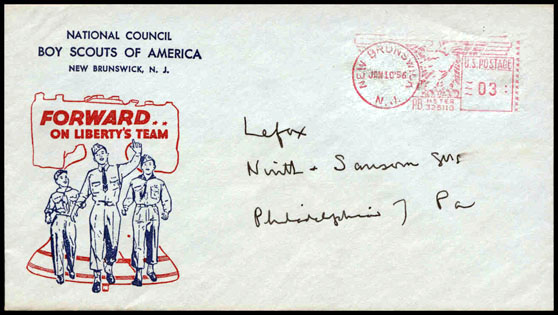 NATIONAL COUNCIL
BOY SCOUTS OF AMERICA
NEW BRUNSWICK, N. J.
FORWARD..
ON LIBERTY'S TEAM
NEW BRUNSWICK
JAN 10 '56
N. J.
U.S. POSTAGE
03
P.B. METER
Lefax
Ninth + Sansom
Philadelphia 7 Pa